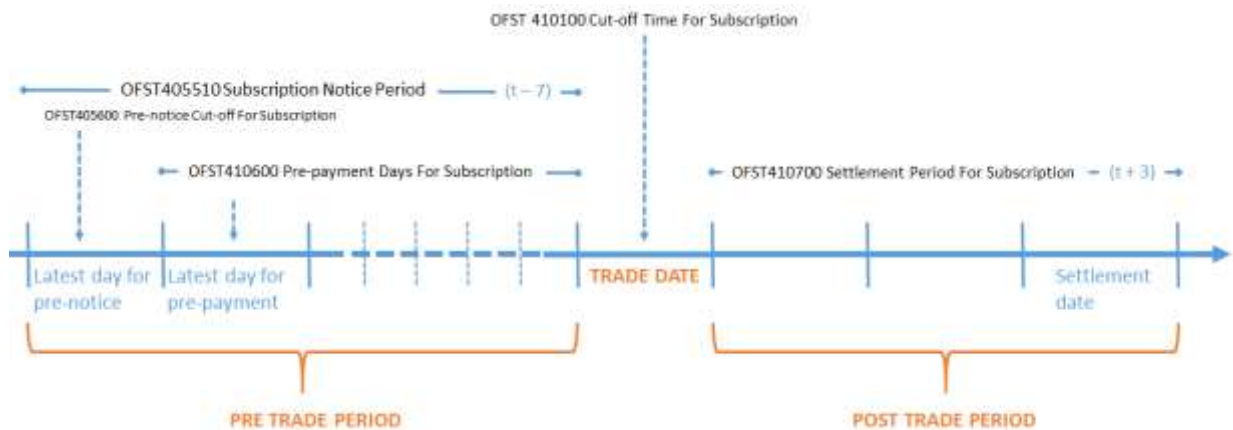 OFST 410100 Cut-off Time For Subscription
OFST405510 Subscription Notice Period (t – 7)
OFST405600 Pre-notice Cut-off For Subscription
OFST410600 Pre-payment Days For Subscription
OFST410700 Settlement Period For Subscription (t + 3)
Latest day for
pre-notice
Latest day for
pre-payment
TRADE DATE
Settlement
date
PRE TRADE PERIOD
POST TRADE PERIOD